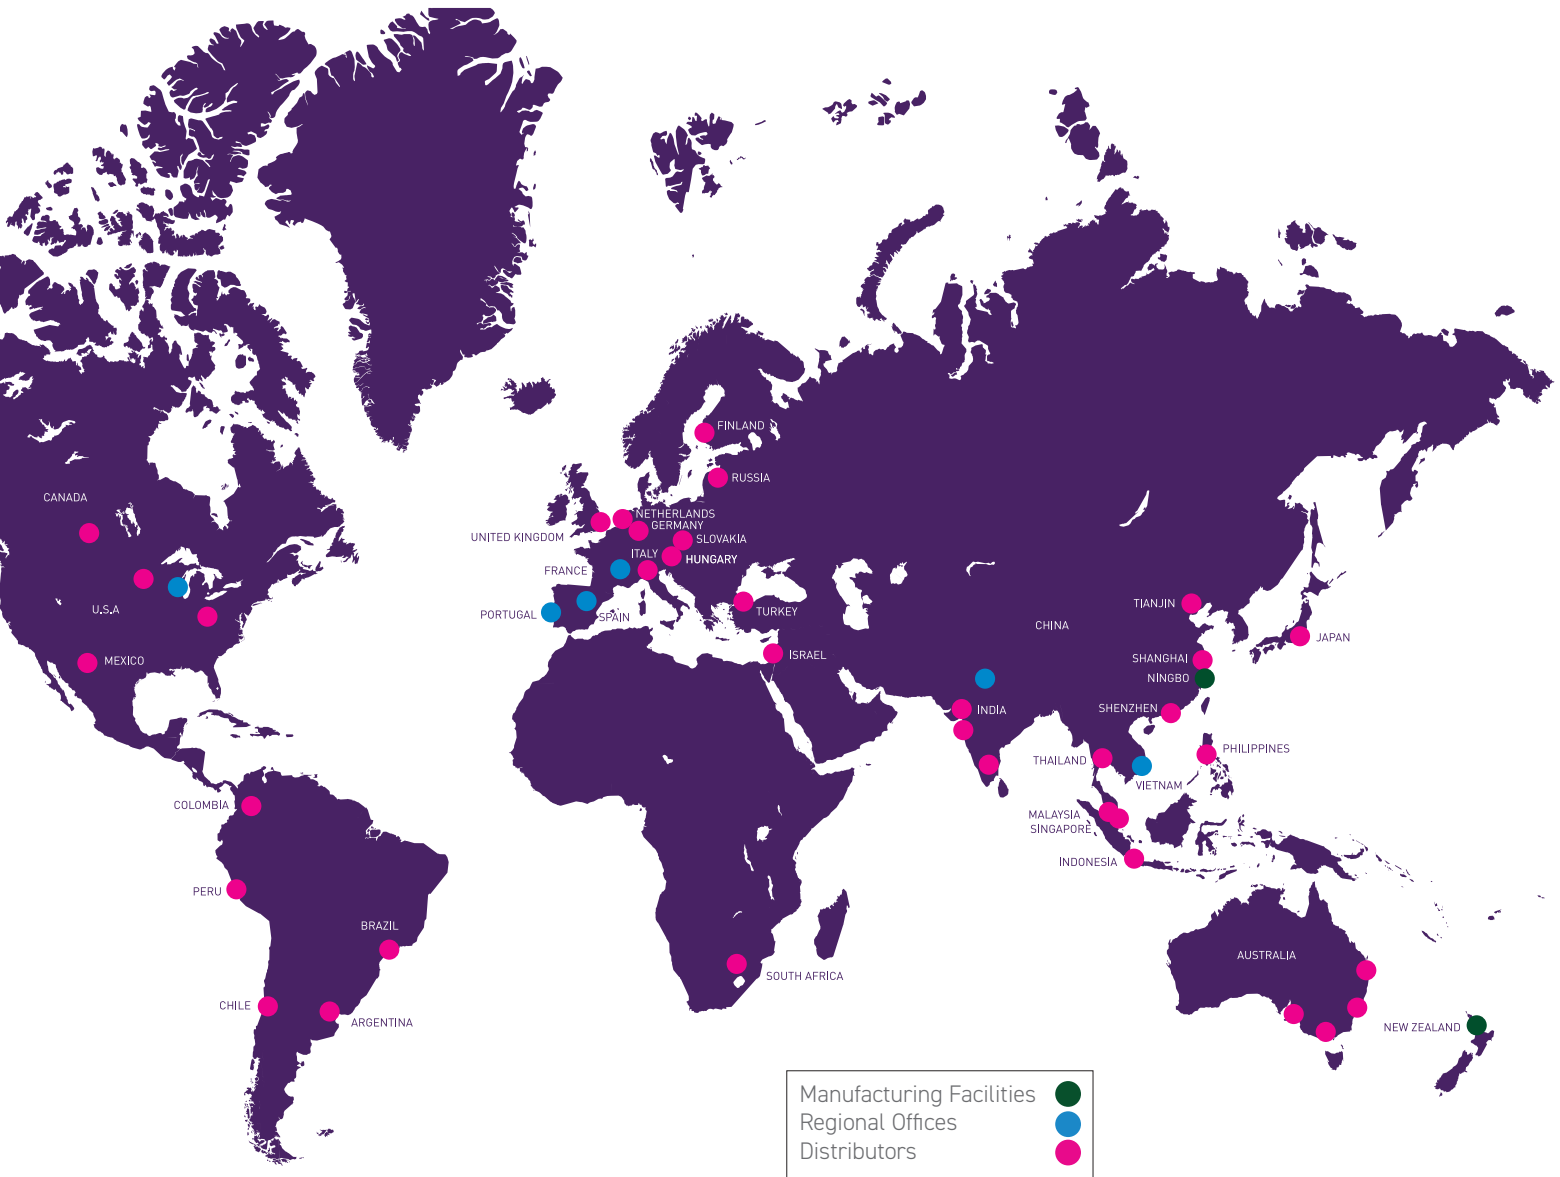 FINLAND
RUSSIA
CANADA
NETHERLANDS
GERMANY
UNITED KINGDOM
SLOVAKIA
ITALY
HUNGARY
FRANCE
TIANJIN
U.S.A
PORTUGAL
SPAIN
TURKEY
CHINA
JAPAN
ISRAEL
MEXICO
SHANGHAI
NINGBO
SHENZHEN
INDIA
PHILIPPINES
THAILAND
VIETNAM
COLOMBIA
MALAYSIA
SINGAPORE
INDONESIA
PERU
BRAZIL
AUSTRALIA
SOUTH AFRICA
CHILE
ARGENTINA
NEW ZEALAND
Manufacturing Facilities
Regional Offices
Distributors